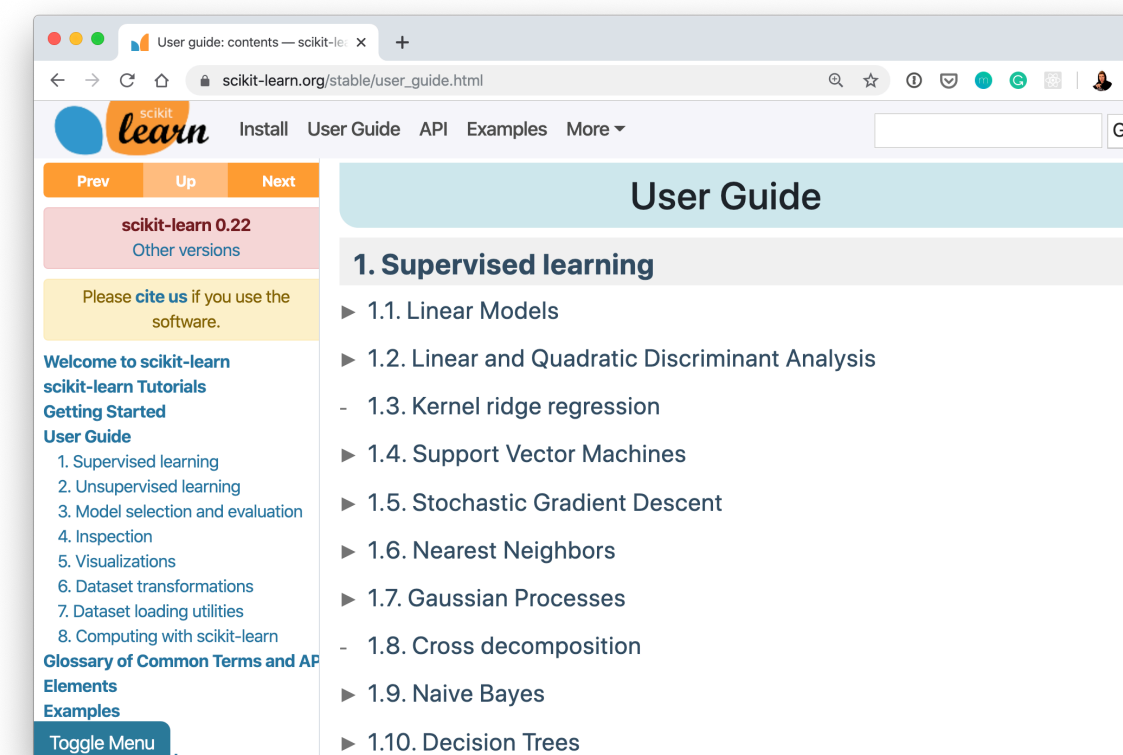 User guide: contents — scikit-le
scikit-learn.org/stable/user_guide.html
scikit
learn
Install User Guide API Examples More
G
Prev Up Next
scikit-learn 0.22
Other versions
Please cite us if you use the
software.
Welcome to scikit-learn
scikit-learn Tutorials
Getting Started
User Guide
1. Supervised learning
2. Unsupervised learning
3. Model selection and evaluation
4. Inspection
5. Visualizations
6. Dataset transformations
7. Dataset loading utilities
8. Computing with scikit-learn
Glossary of Common Terms and AP
Elements
Examples
Toggle Menu
User Guide
1. Supervised learning
1.1. Linear Models
1.2. Linear and Quadratic Discriminant Analysis
- 1.3. Kernel ridge regression
1.4. Support Vector Machines
1.5. Stochastic Gradient Descent
1.6. Nearest Neighbors
1.7. Gaussian Processes
- 1.8. Cross decomposition
1.9. Naive Bayes
1.10. Decision Trees